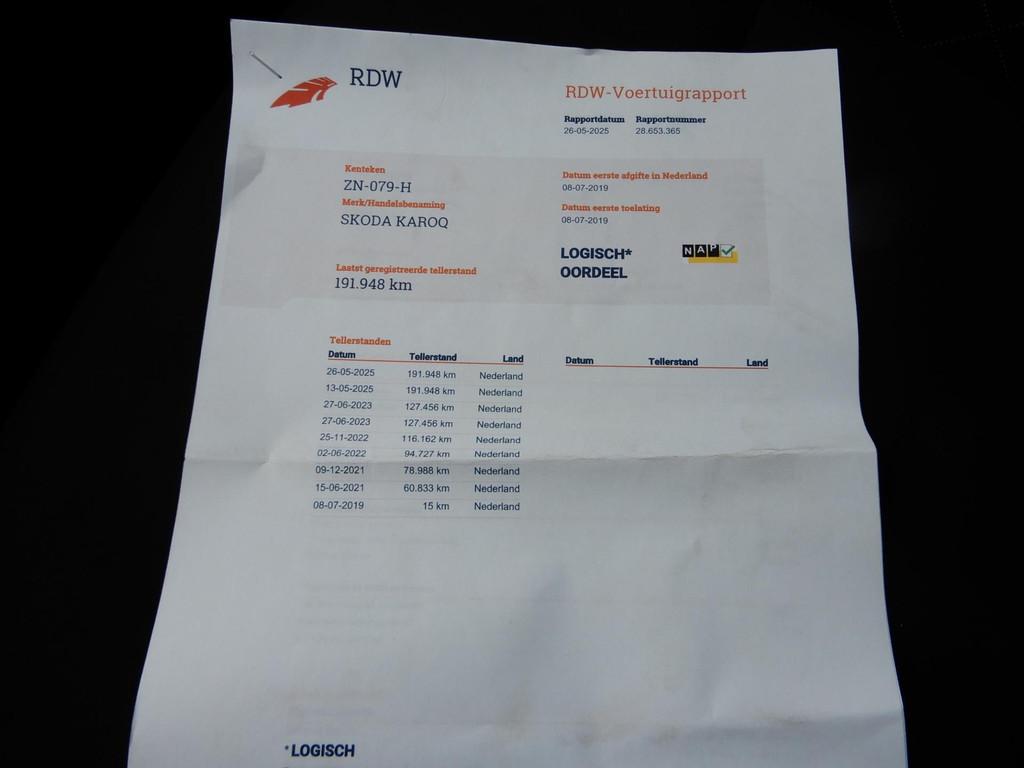 RDW
RDW-Voertuigrapport
Rapportdatum Rapportnummer
26-05-2025 28.653.365
Kenteken
ZN-079-H
Merk/Handelsbenaming
SKODA KAROQ
Laatst geregistreerde tellerstand
191.948 km
Datum eerste afgifte in Nederland
08-07-2019
Datum eerste toelating
08-07-2019
LOGISCH*
OORDEEL
NAP
Tellerstanden
Datum Tellerstand Land
26-05-2025 191.948 km Nederland
13-05-2025 191.948 km Nederland
27-06-2023 127.456 km Nederland
27-06-2023 127.456 km Nederland
25-11-2022 116.162 km Nederland
02-06-2022 94.727 km Nederland
09-12-2021 78.988 km Nederland
15-06-2021 60.833 km Nederland
08-07-2019 15 km Nederland
Datum Tellerstand Land
*LOGISCH